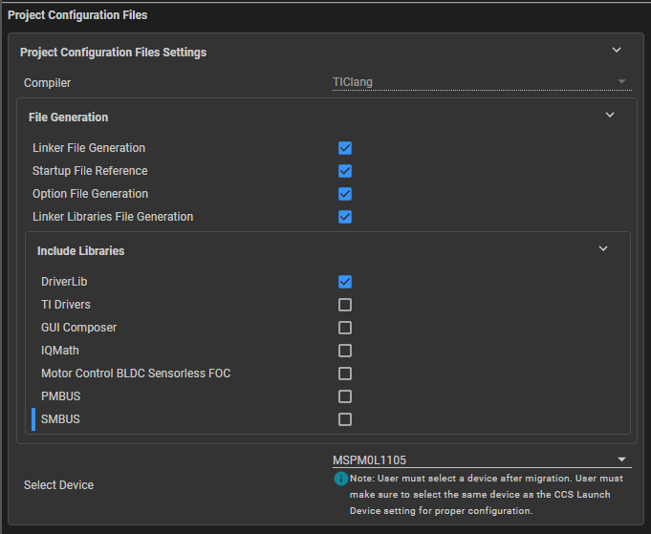 Project Configuration Files
Project Configuration Files Settings
Compiler
TIClang
File Generation
Linker File Generation
Startup File Reference
Option File Generation
Linker Libraries File Generation
Include Libraries
DriverLib
TI Drivers
GUI Composer
IQMath
Motor Control BLDC Sensorless FOC
PMBUS
SMBUS
MSPM0L1105
Select Device
Note: User must select a device after migration. User must
make sure to select the same device as the CCS Launch
Device setting for proper configuration.